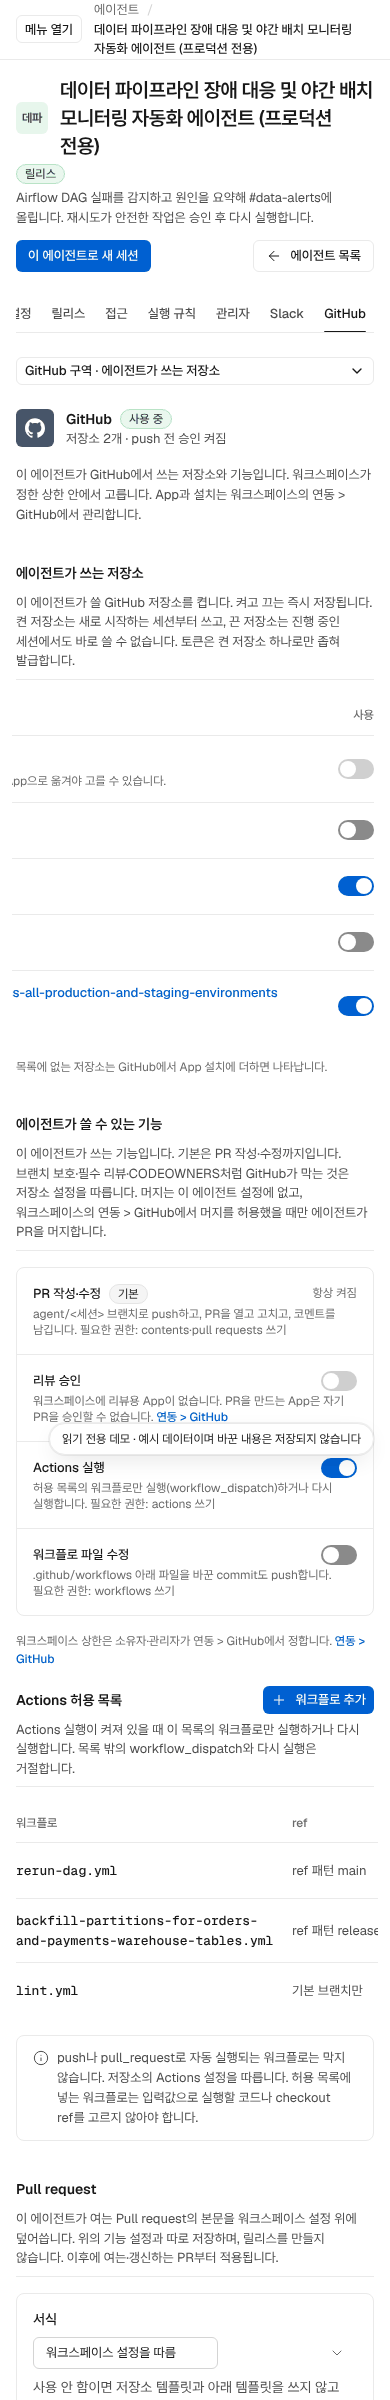 에이전트 /
메뉴 열기
데이터 파이프라인 장애 대응 및 야간 배치 모니터링
자동화 에이전트 (프로덕션 전용)
데파
데이터 파이프라인 장애 대응 및 야간 배치
모니터링 자동화 에이전트 (프로덕션
전용)
릴리스
Airflow DAG 실패를 감지하고 원인을 요약해 #data-alerts에
올립니다. 재시도가 안전한 작업은 승인 후 다시 실행합니다.
이 에이전트로 새 세션
← 에이전트 목록
릴리스 접근 실행 규칙 관리자 Slack GitHub
GitHub 구역 · 에이전트가 쓰는 저장소
GitHub 사용 중
저장소 2개 · push 전 승인 켜짐
이 에이전트가 GitHub에서 쓰는 저장소와 기능입니다. 워크스페이스가
정한 상한 안에서 고릅니다. App과 설치는 워크스페이스의 연동 >
GitHub에서 관리합니다.
에이전트가 쓰는 저장소
이 에이전트가 쓸 GitHub 저장소를 켭니다. 켜고 끄는 즉시 저장됩니다.
켠 저장소는 새로 시작하는 세션부터 쓰고, 끈 저장소는 진행 중인
세션에서도 바로 쓸 수 없습니다. 토큰은 켠 저장소 하나로만 좁혀
발급합니다.
사용
.pp으로 옮겨야 고를 수 있습니다.
s-all-production-and-staging-environments
목록에 없는 저장소는 GitHub에서 App 설치에 더하면 나타납니다.
에이전트가 쓸 수 있는 기능
이 에이전트가 쓰는 기능입니다. 기본은 PR 작성·수정까지입니다.
브랜치 보호·필수 리뷰·CODEOWNERS처럼 GitHub가 막는 것은
저장소 설정을 따릅니다. 머지는 이 에이전트 설정에 없고,
워크스페이스의 연동 > GitHub에서 머지를 허용했을 때만 에이전트가
PR을 머지합니다.
PR 작성·수정 기본 항상 켜짐
agent/<세션> 브랜치로 push하고, PR을 열고 고치고, 코멘트를
남깁니다. 필요한 권한: contents·pull requests 쓰기
리뷰 승인
워크스페이스에 리뷰용 App이 없습니다. PR을 만드는 App은 자기
PR을 승인할 수 없습니다. 연동 > GitHub
읽기 전용 데모 · 예시 데이터이며 바꾼 내용은 저장되지 않습니다
Actions 실행
허용 목록의 워크플로만 실행(workflow_dispatch)하거나 다시
실행합니다. 필요한 권한: actions 쓰기
워크플로 파일 수정
.github/workflows 아래 파일을 바꾼 commit도 push합니다.
필요한 권한: workflows 쓰기
워크스페이스 상한은 소유자·관리자가 연동 > GitHub에서 정합니다. 연동 >
GitHub
Actions 허용 목록
+ 워크플로 추가
Actions 실행이 켜져 있을 때 이 목록의 워크플로만 실행하거나 다시
실행합니다. 목록 밖의 workflow_dispatch와 다시 실행은
거절합니다.
워크플로 ref
rerun-dag.yml ref 패턴 main
backfill-partitions-for-orders-
and-payments-warehouse-tables.yml ref 패턴 release
lint.yml 기본 브랜치만
push나 pull_request로 자동 실행되는 워크플로는 막지
않습니다. 저장소의 Actions 설정을 따릅니다. 허용 목록에
넣는 워크플로는 입력값으로 실행할 코드나 checkout
ref를 고르지 않아야 합니다.
Pull request
이 에이전트가 여는 Pull request의 본문을 워크스페이스 설정 위에
덮어씁니다. 위의 기능 설정과 따로 저장하며, 릴리스를 만들지
않습니다. 이후에 여는·갱신하는 PR부터 적용됩니다.
서식
워크스페이스 설정을 따름
사용 안 함이면 저장소 템플릿과 아래 템플릿을 쓰지 않고